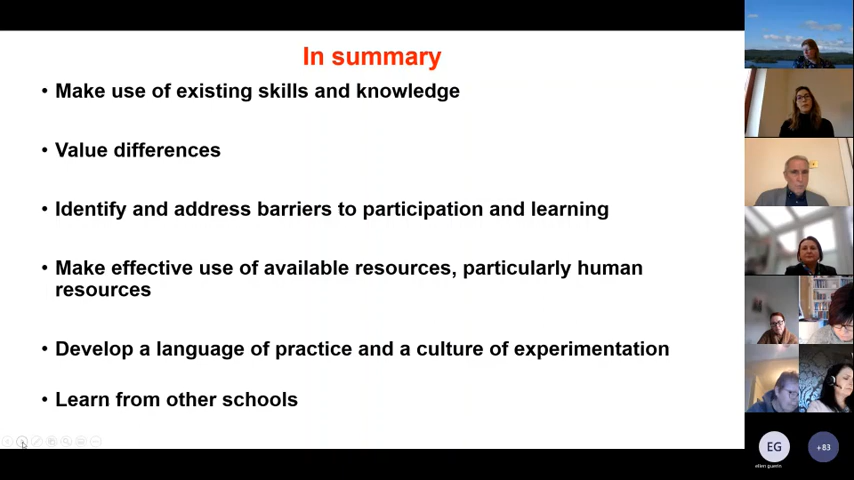 In summary
• Make use of existing skills and knowledge
• Value differences
• Identify and address barriers to participation and learning
• Make effective use of available resources, particularly human
resources
• Develop a language of practice and a culture of experimentation
• Learn from other schools
EG
+83
ellen guerin